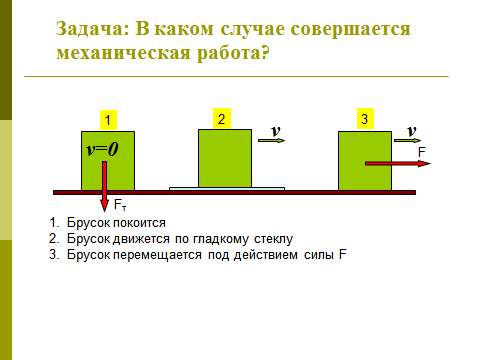 Задача: В каком случае совершается
механическая работа?
1
2
3
v=0
v
v
F
Fт
1. Брусок покоится
2. Брусок движется по гладкому стеклу
3. Брусок перемещается под действием силы F